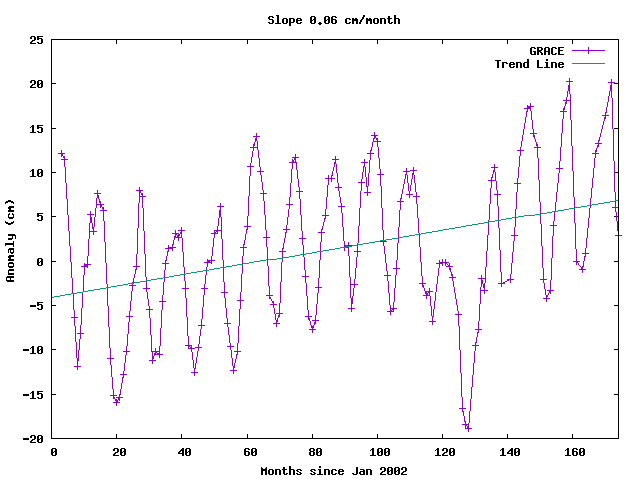 Slope 0.06 cm/month
25
GRACE
Trend Line
20
15
10
5
0
-5
-10
-15
-20
Anomaly (cm)
0 20 40 60 80 100 120 140 160
Months since Jan 2002